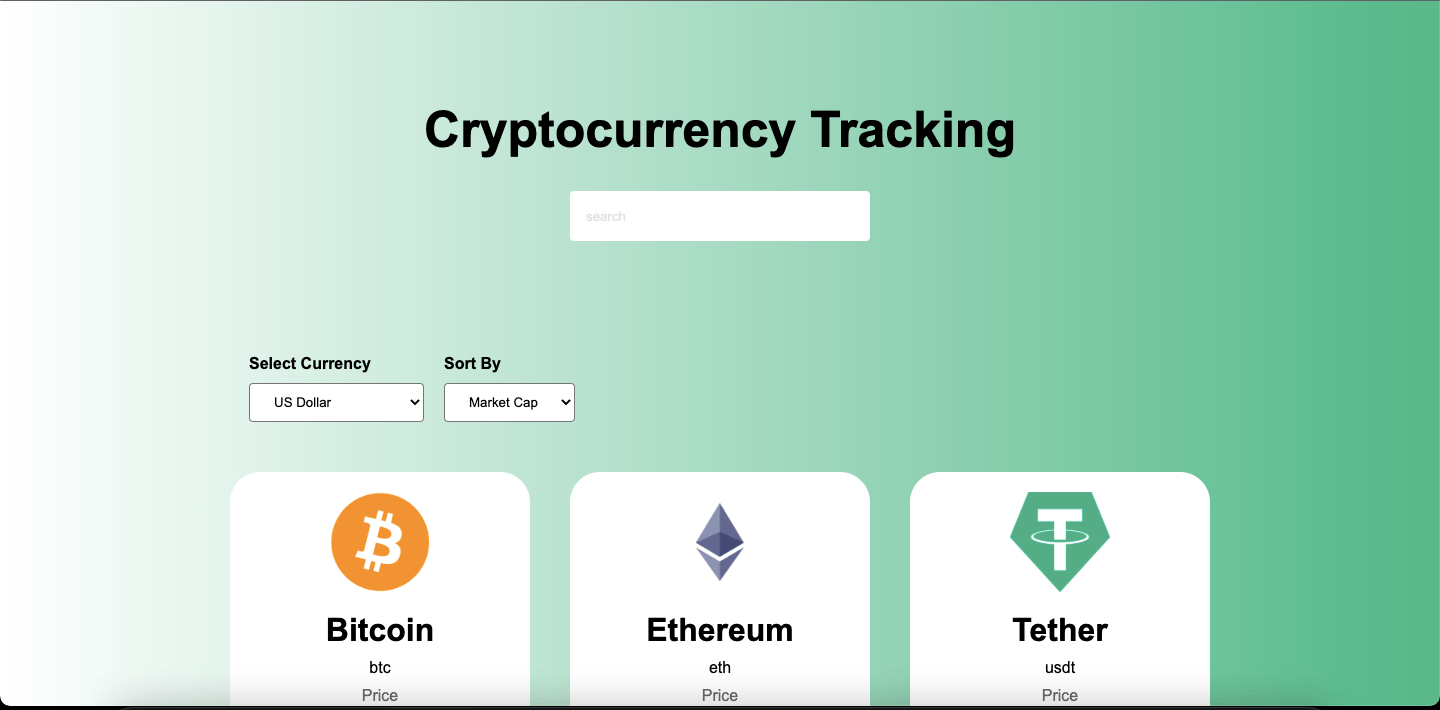 Cryptocurrency Tracking
search
Select Currency Sort By
US Dollar Market Cap
Bitcoin Ethereum Tether
btc eth usdt
Price Price Price